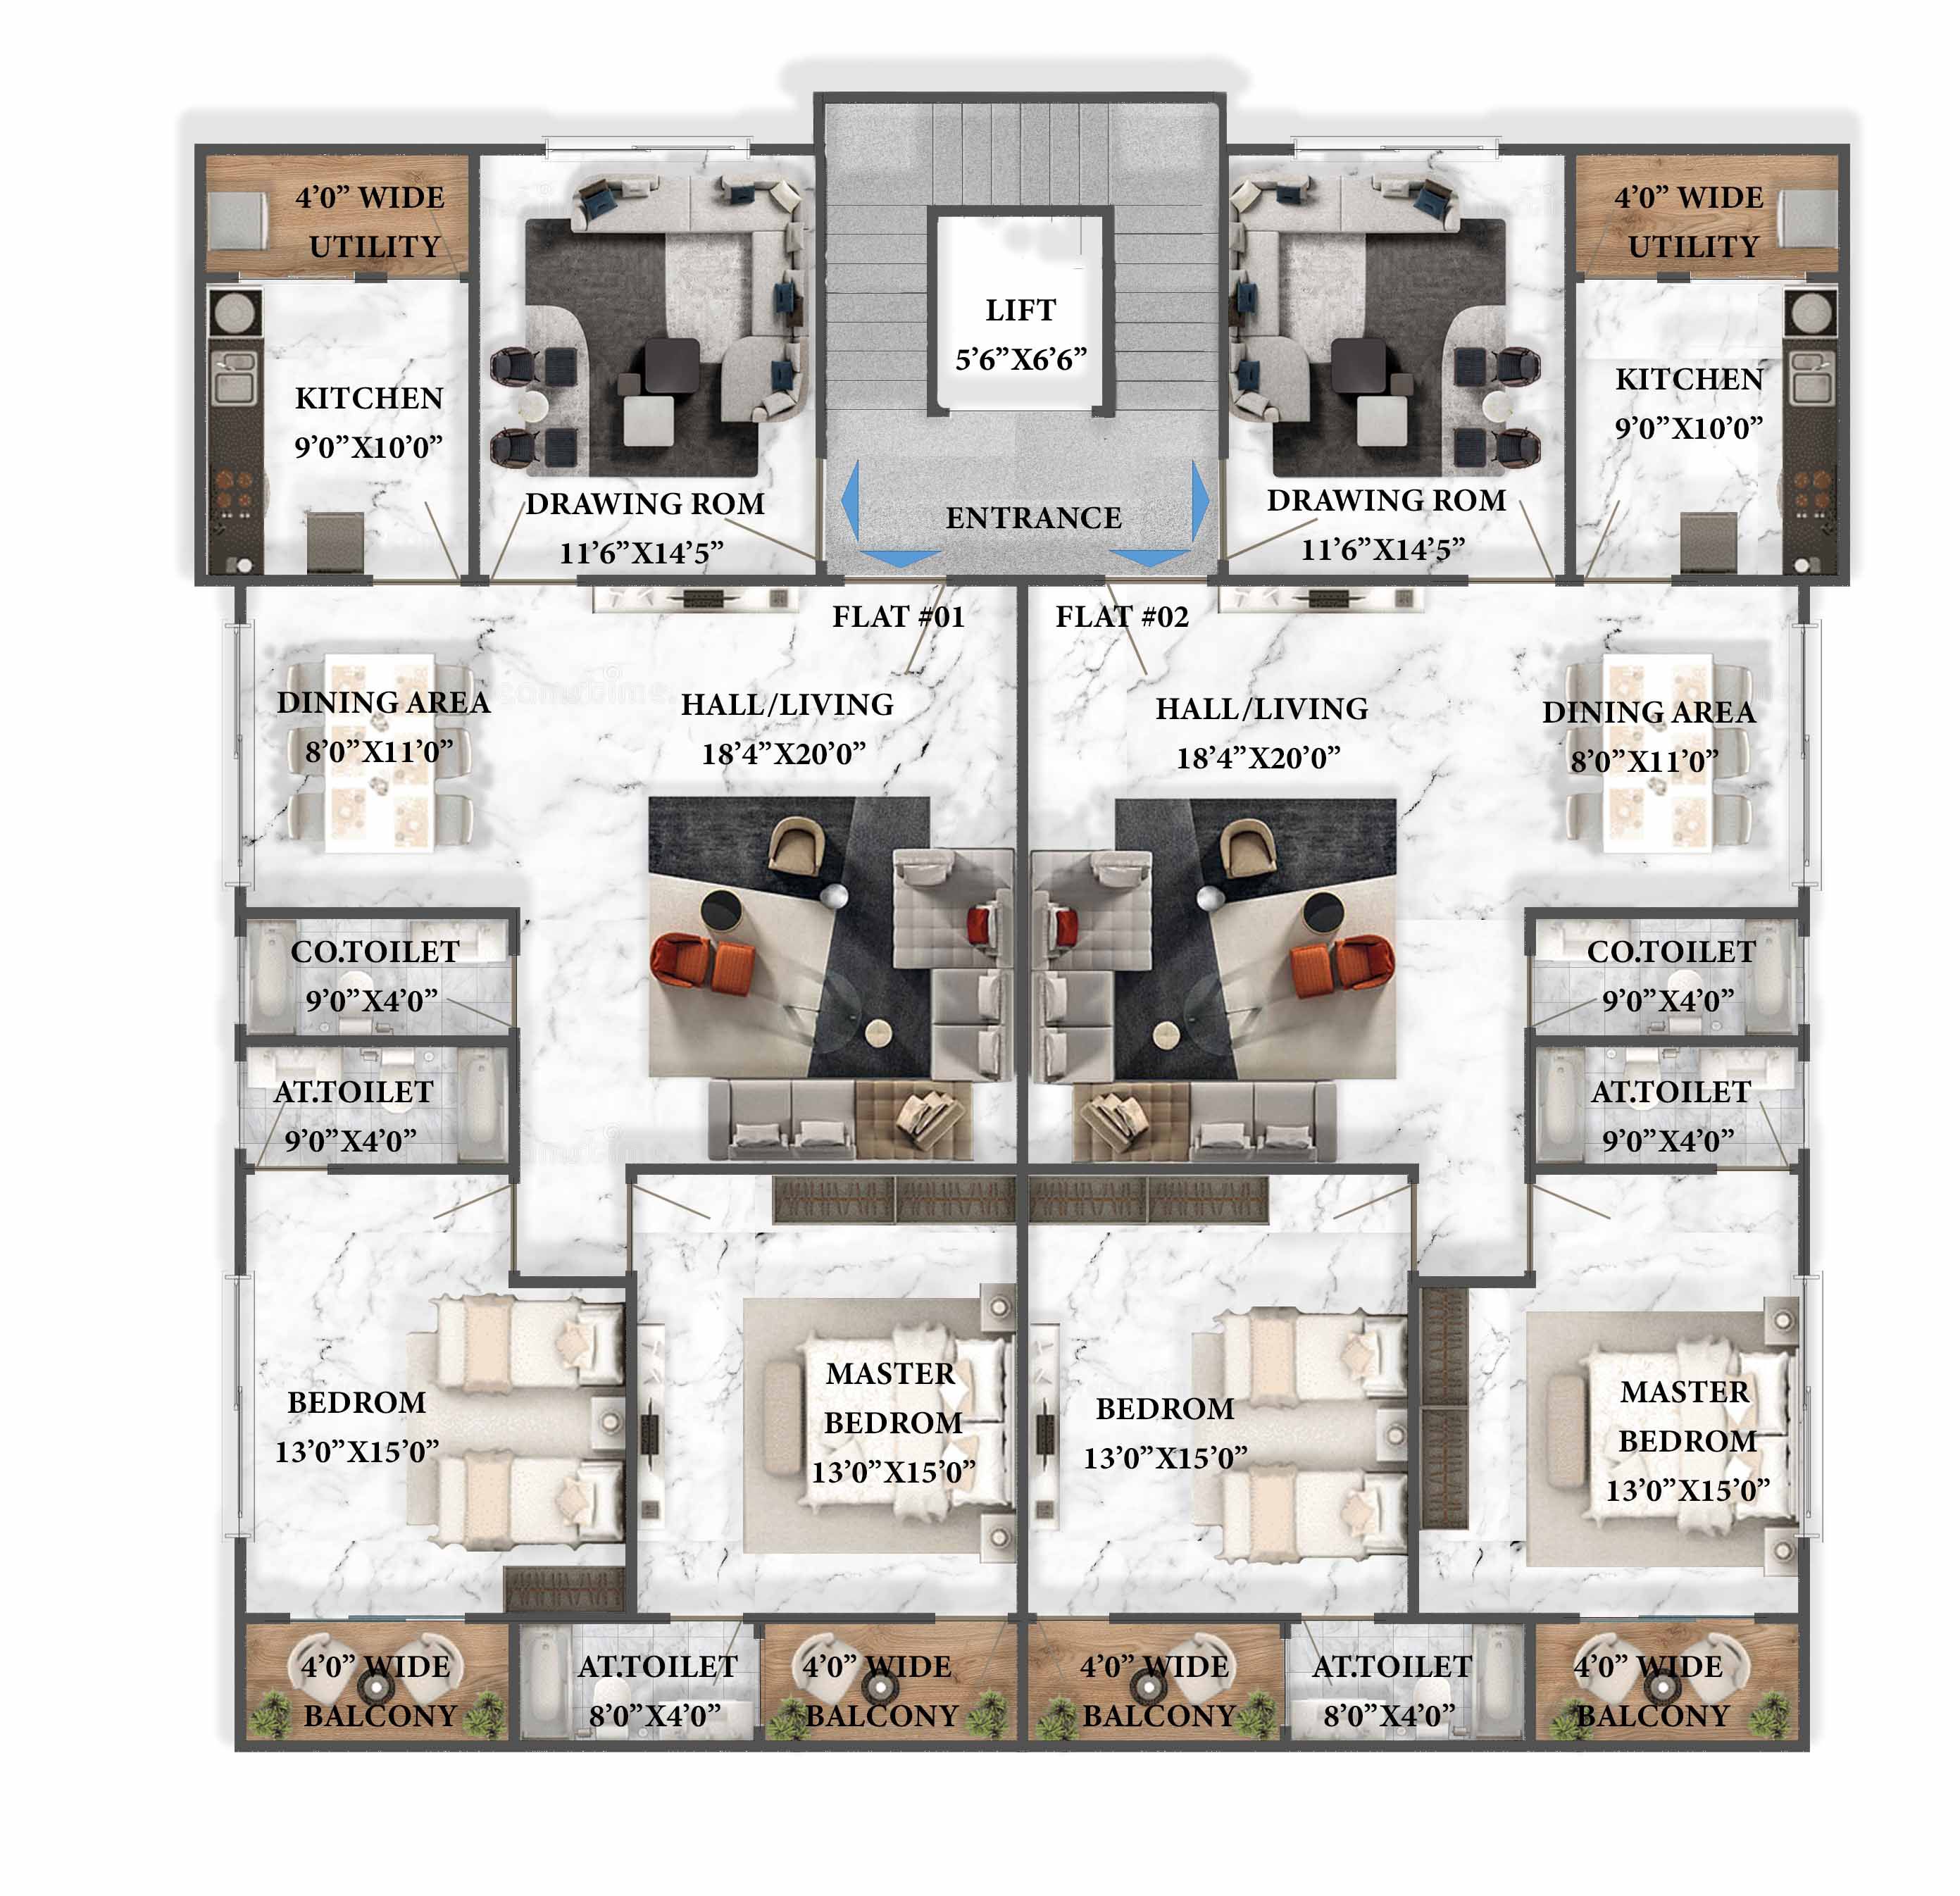 4’0” WIDE
UTILITY
4’0” WIDE
UTILITY
LIFT
5’6”X6’6”
KITCHEN
9’0”X10’0”
KITCHEN
9’0”X10’0”
DRAWING ROM
11’6”X14’5”
ENTRANCE
DRAWING ROM
11’6”X14’5”
FLAT #01
FLAT #02
DINING AREA
8’0”X11’0”
HALL/LIVING
18’4”X20’0”
HALL/LIVING
18’4”X20’0”
DINING AREA
8’0”X11’0”
CO.TOILET
9’0”X4’0”
CO.TOILET
9’0”X4’0”
AT.TOILET
9’0”X4’0”
AT.TOILET
9’0”X4’0”
BEDROM
13’0”X15’0”
MASTER
BEDROM
13’0”X15’0”
BEDROM
13’0”X15’0”
MASTER
BEDROM
13’0”X15’0”
4’0” WIDE
BALCONY
AT.TOILET
8’0”X4’0”
4’0” WIDE
BALCONY
4’0” WIDE
BALCONY
AT.TOILET
8’0”X4’0”
4’0” WIDE
BALCONY